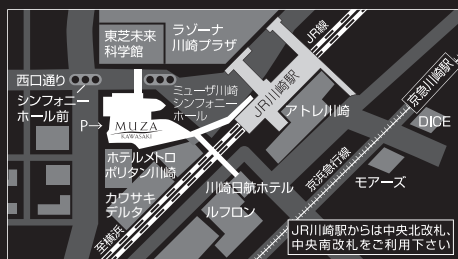 東芝未来
科学館
ラゾーナ
川崎プラザ
JR線
西口通り
シンフォニー
ホール前
ミューザ川崎
シンフォニー
ホール
JR川崎駅
京急川崎駅
P→
MUZA
KAWASAKI
アトレ川崎
DICE
ホテルメトロ
ポリタン川崎
カワサキ
デルタ
川崎日航ホテル
ルフロン
京浜急行線
モアーズ
至横浜
JR川崎駅からは中央北改札、
中央南改札をご利用下さい